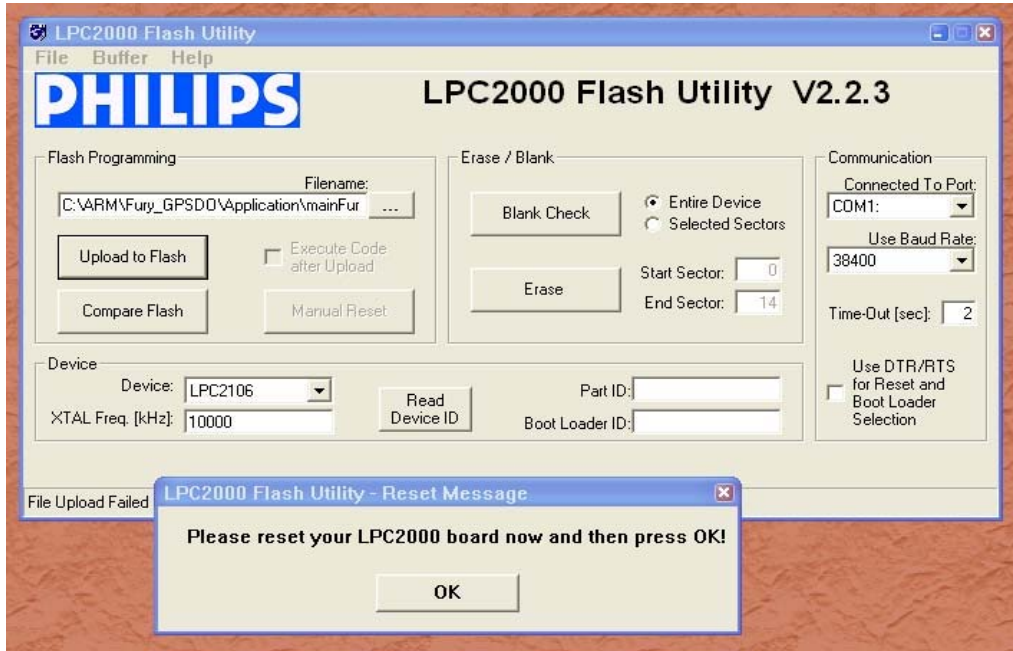 LPC2000 Flash Utility
File Buffer Help
PHILIPS
LPC2000 Flash Utility V2.2.3
Flash Programming
Filename:
C:\ARM\Fury_GPSDO\Application\mainFur
...
Upload to Flash
Execute Code
after Upload
Compare Flash
Manual Reset
Erase / Blank
Blank Check
Entire Device
Selected Sectors
Erase
Start Sector: 0
End Sector: 14
Communication
Connected To Port:
COM1:
Use Baud Rate:
38400
Time-Out [sec]: 2
Use DTR/RTS
for Reset and
Boot Loader
Selection
Device
Device: LPC2106
XTAL Freq. [kHz]: 10000
Read
Device ID
Part ID:
Boot Loader ID:
File Upload Failed
LPC2000 Flash Utility - Reset Message
Please reset your LPC2000 board now and then press OK!
OK